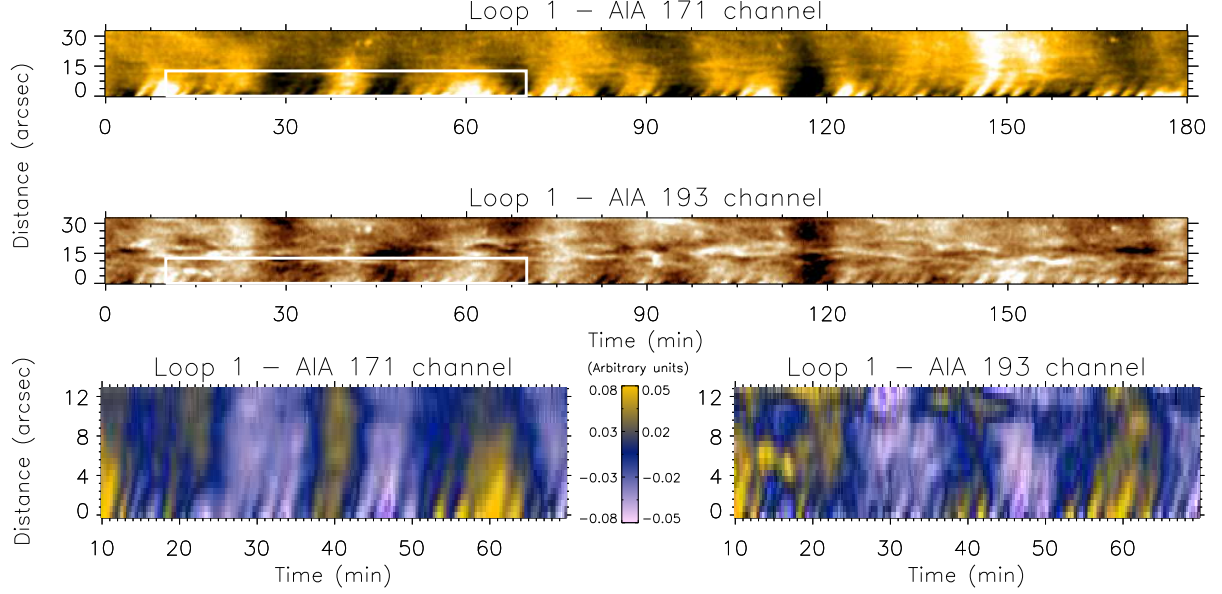 Loop 1 − AIA 171 channel
30
15
0
0 30 60 90 120 150 180
Distance (arcsec)
Loop 1 − AIA 193 channel
30
15
0
0 30 60 90 120 150
Time (min)
Loop 1 − AIA 171 channel
12
8
4
0
10 20 30 40 50 60
Time (min)
Distance (arcsec)
(Arbitrary units)
0.08 0.05
0.03 0.02
−0.03 −0.02
−0.08 −0.05
Loop 1 − AIA 193 channel
12
8
4
0
10 20 30 40 50 60
Time (min)